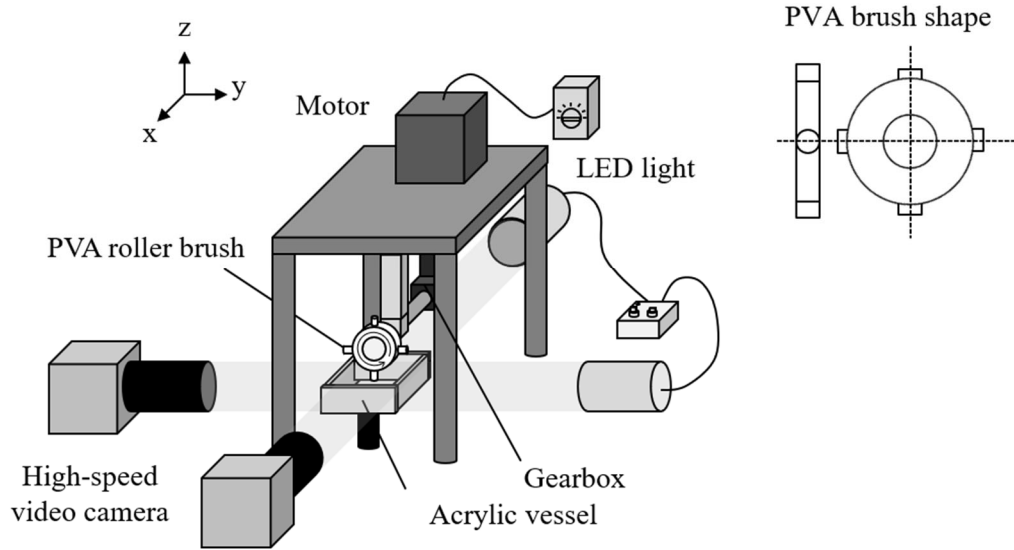 PVA brush shape
z
y
x
Motor
LED light
PVA roller brush
High-speed
video camera
Gearbox
Acrylic vessel